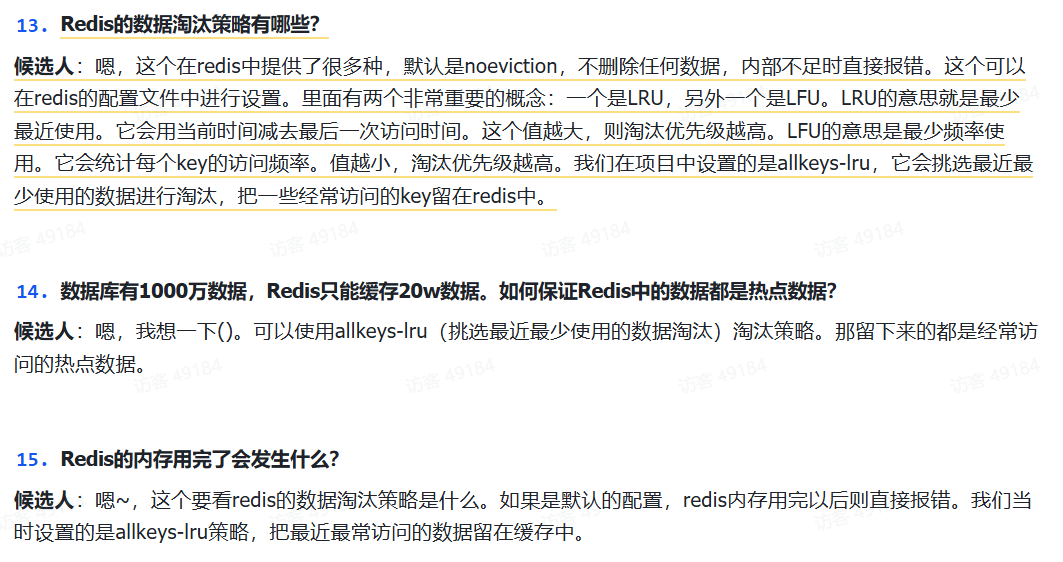 13. Redis的数据淘汰策略有哪些?
候选人：嗯，这个在redis中提供了很多种，默认是noeviction，不删除任何数据，内部不足时直接报错。这个可以
在redis的配置文件中进行设置。里面有两个非常重要的概念：一个是LRU，另外一个是LFU。LRU的意思就是最少
最近使用。它会用当前时间减去最后一次访问时间。这个值越大，则淘汰优先级越高。LFU的意思是最少频率使
用。它会统计每个key的访问频率。值越小，淘汰优先级越高。我们在项目中设置的是allkeys-lru，它会挑选最近最
少使用的数据进行淘汰，把一些经常访问的key留在redis中。
访客 49184 访客 49184 访客 49184 访客 49184
14. 数据库有1000万数据，Redis只能缓存20w数据。如何保证Redis中的数据都是热点数据?
候选人：嗯，我想一下()。可以使用allkeys-lru（挑选最近最少使用的数据淘汰）淘汰策略。那留下来的都是经常访
问的热点数据。
访客 49184 访客 49184 访客 49184 访客 49184
15. Redis的内存用完了会发生什么?
候选人：嗯~，这个要看redis的数据淘汰策略是什么。如果是默认的配置，redis内存用完以后则直接报错。我们当
时设置的是allkeys-lru策略，把最近最常访问的数据留在缓存中。